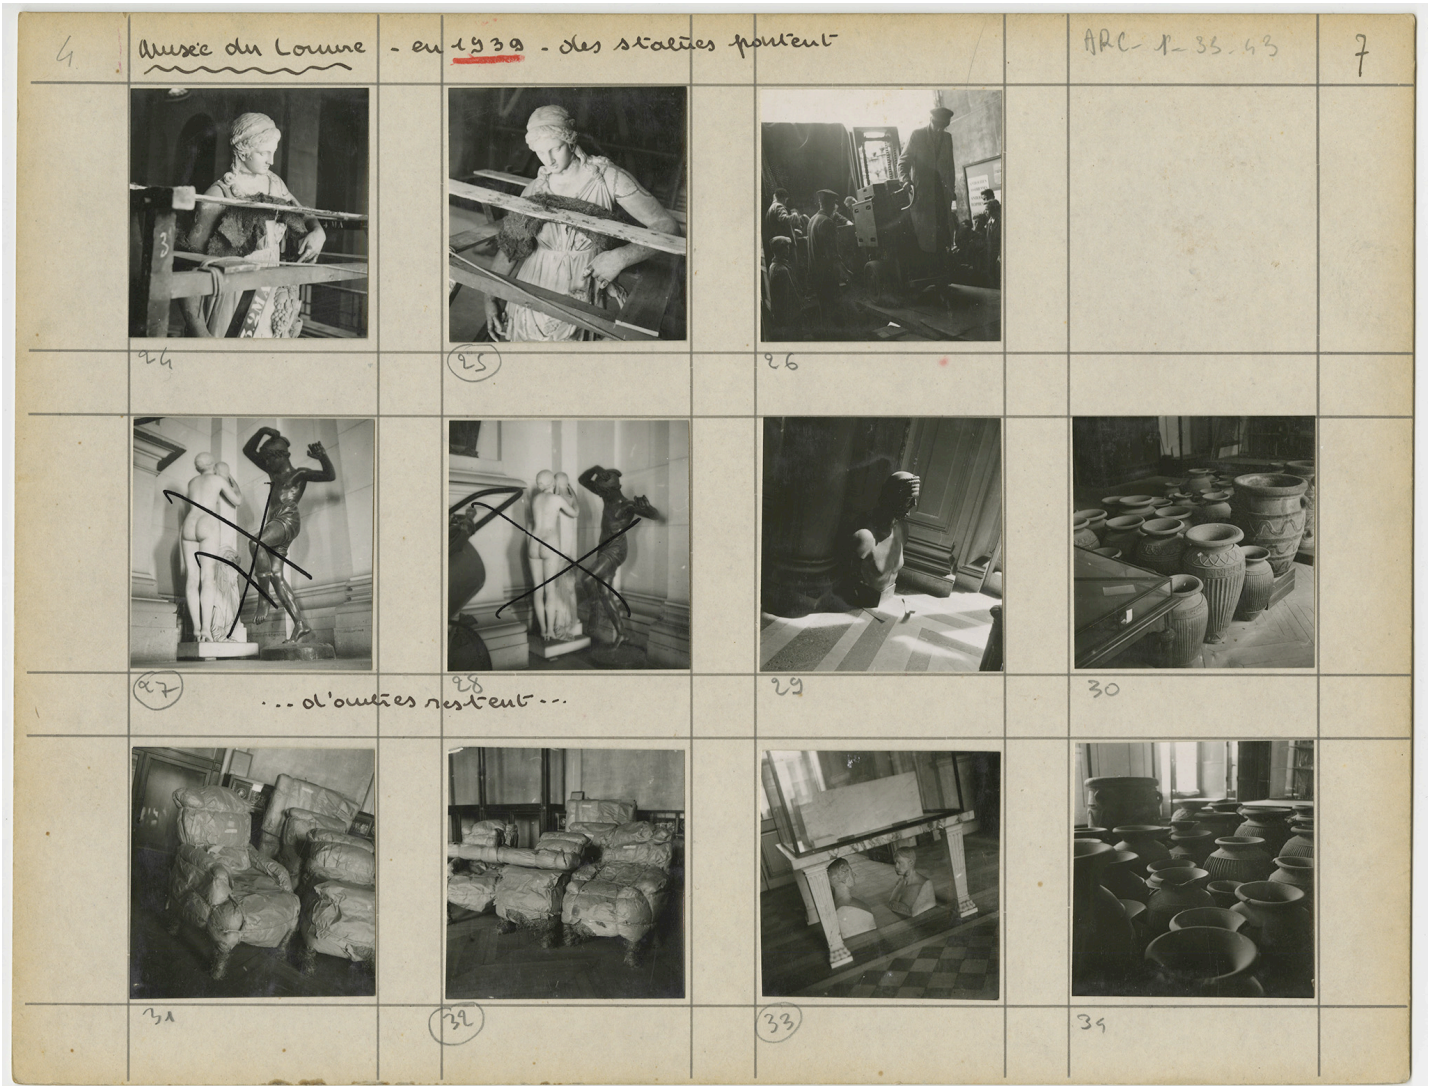 4 Musée du Louvre - en 1939 - des statues partent ARC-P-33-43 7
3
24 25 26
27 28 29 30
...d'autres restent...
31 32 33 34